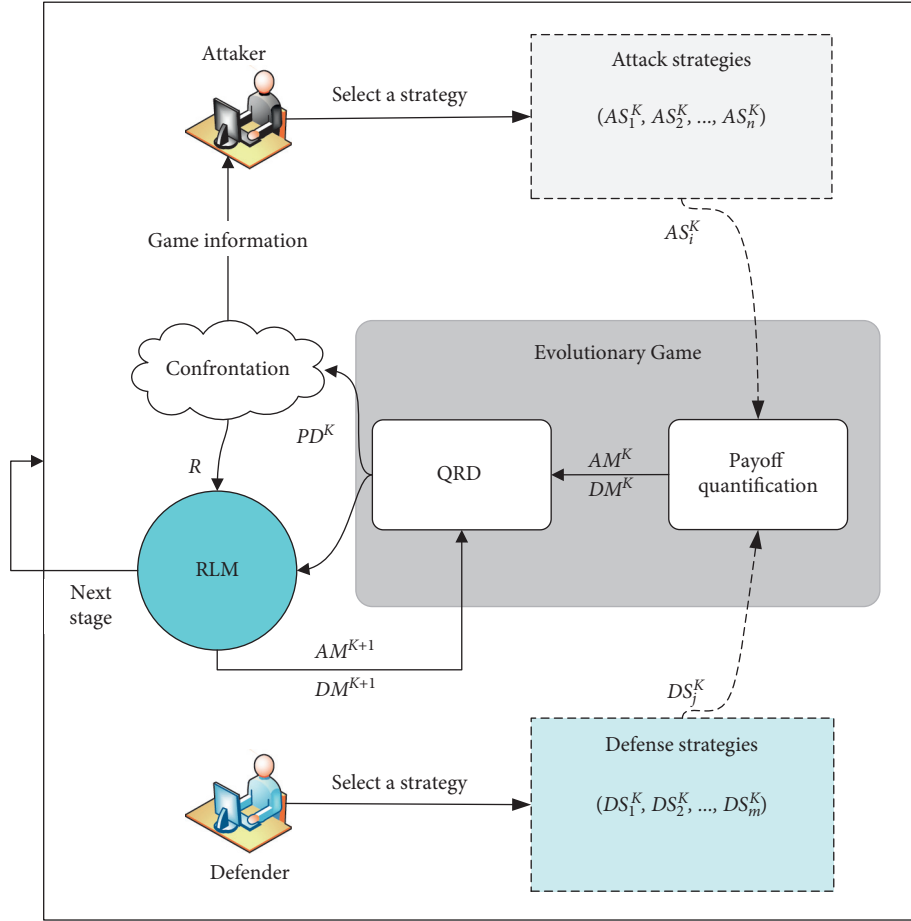 Attaker
Select a strategy
Attack strategies
(AS₁ᴷ, AS₂ᴷ, ..., ASₙᴷ)
ASᵢᴷ
Game information
Evolutionary Game
Confrontation
PDᴷ
R
QRD
AMᴷ
DMᴷ
Payoff
quantification
RLM
Next
stage
AMᴷ⁺¹
DMᴷ⁺¹
DSⱼᴷ
Defense strategies
(DS₁ᴷ, DS₂ᴷ, ..., DSₘᴷ)
Select a strategy
Defender